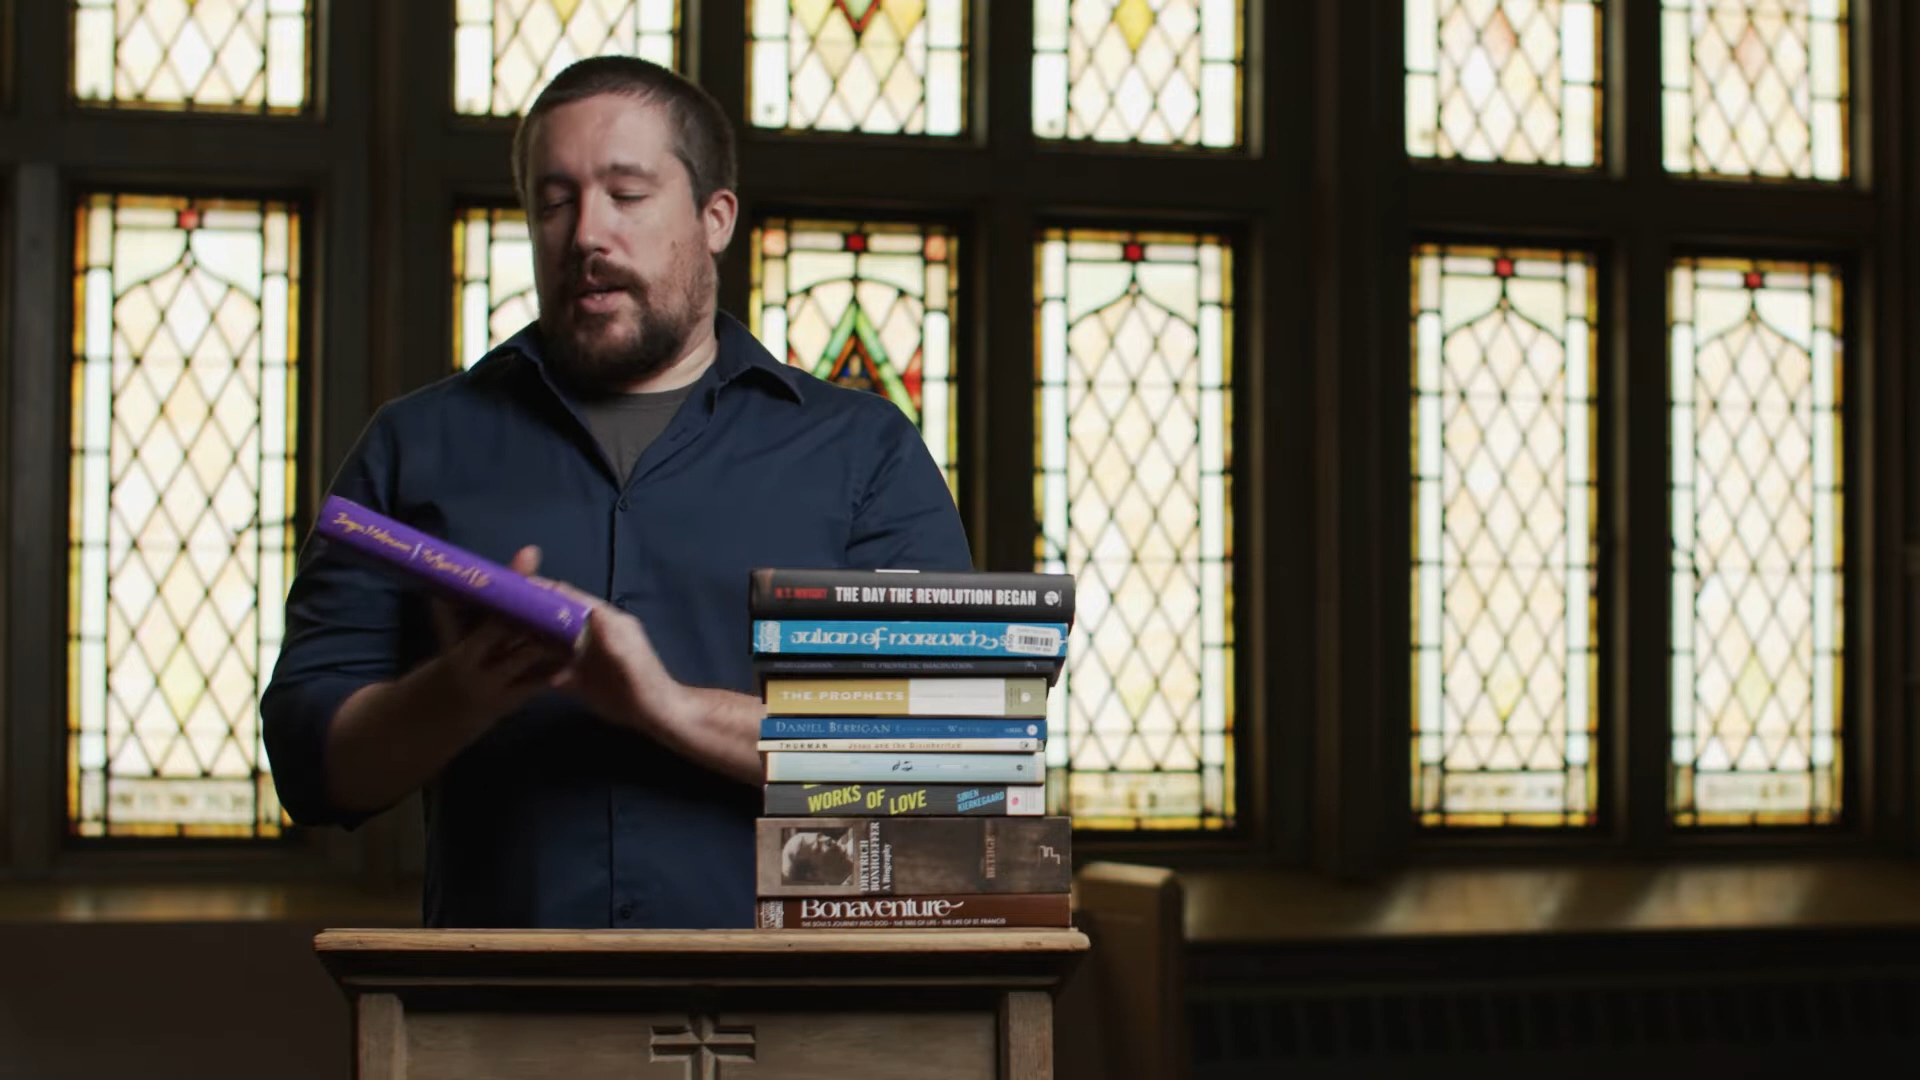 N.T. WRIGHT THE DAY THE REVOLUTION BEGAN
Julian of norwich
THE PROPHETIC IMAGINATION
THE PROPHETS
DANIEL BERRIGAN
THURMAN Jesus and the Disinherited
WORKS OF LOVE SØREN KIERKEGAARD
DIETRICH BONHOEFFER A Biography BETHGE
Bonaventure
THE SOUL'S JOURNEY INTO GOD • THE TREE OF LIFE • THE LIFE OF ST. FRANCIS